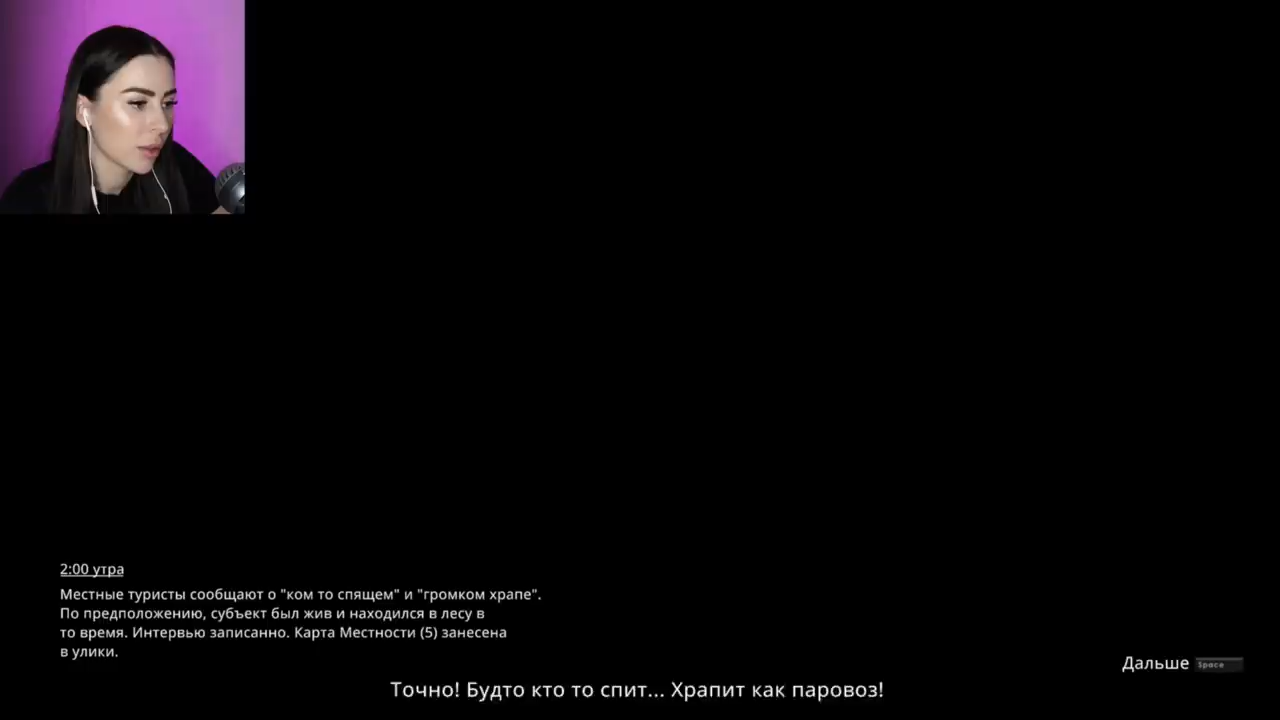 2:00 утра
Местные туристы сообщают о "ком то спящем" и "громком храпе".
По предположению, субъект был жив и находился в лесу в
то время. Интервью записанно. Карта Местности (5) занесена
в улики.
Дальше Space
Точно! Будто кто то спит... Храпит как паровоз!